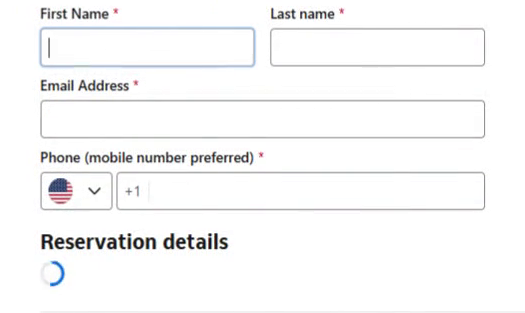 First Name * Last name *
Email Address *
Phone (mobile number preferred) *
+1
Reservation details